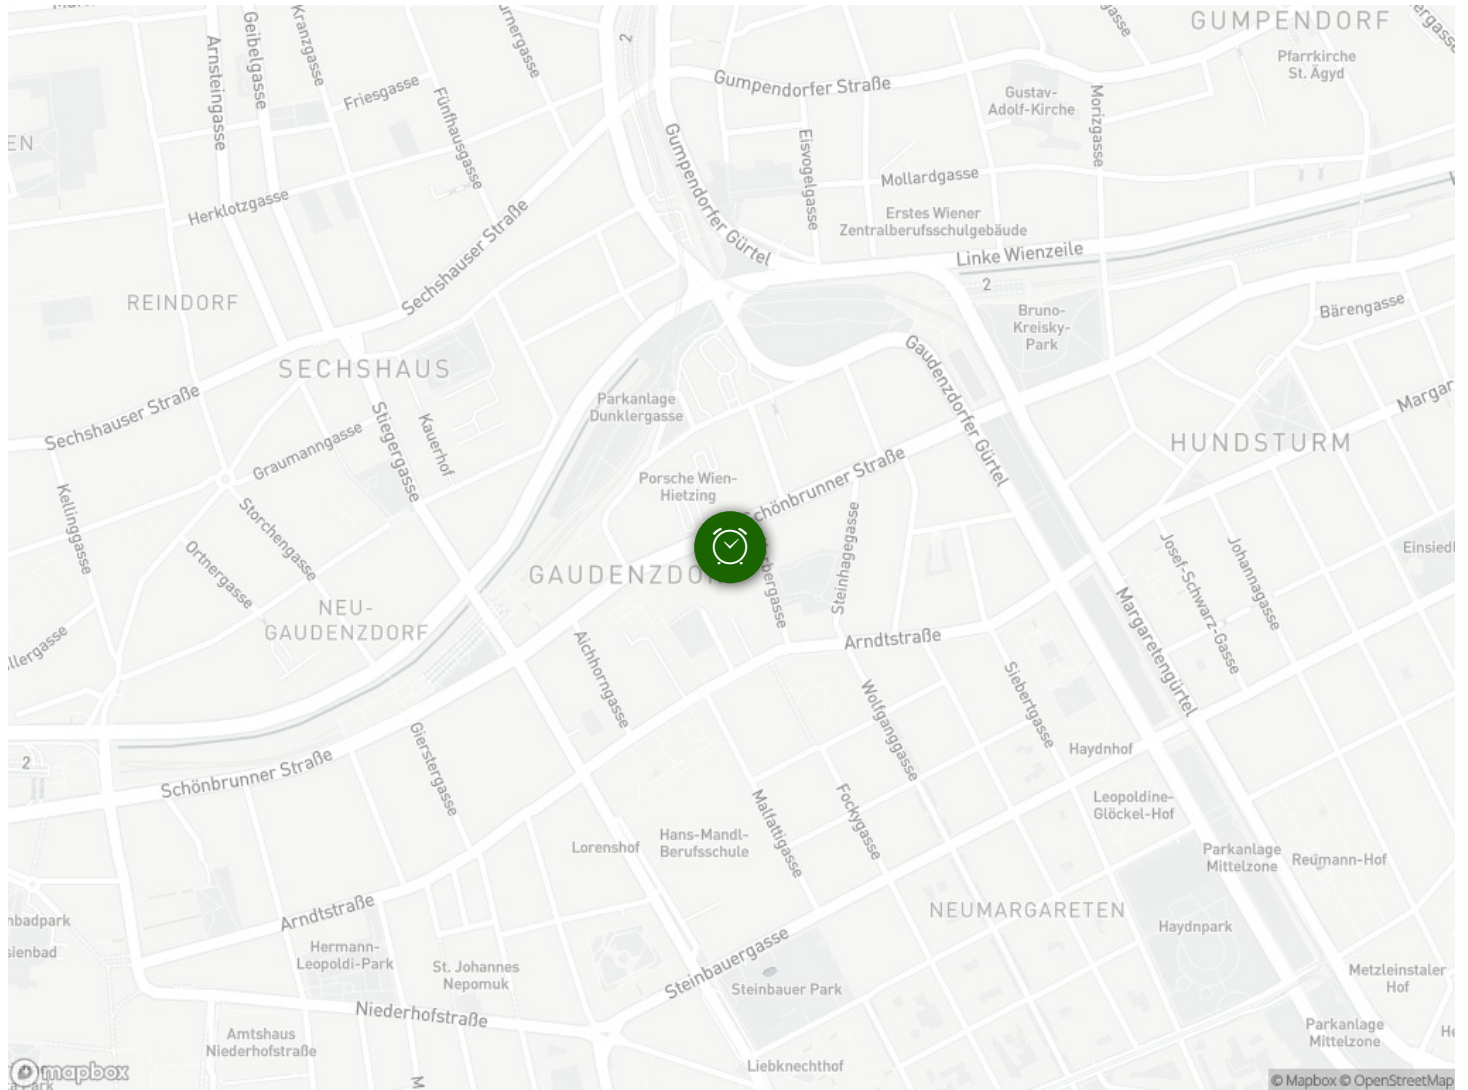 GUMPENDORF
Pfarrkirche
St. Ägyd
Geibelgasse
Kranzgasse
Arnsteingasse
Friesgasse
Fünfhausgasse
2
Gumpendorfer Straße
Gustav-
Adolf-Kirche
Morizgasse
Gumpendorfer Gürtel
Eisvogelgasse
Mollardgasse
Herklotzgasse
Sechshauser Straße
Erstes Wiener
Zentralberufsschulgebäude
Linke Wienzeile
2
REINDORF
Bruno-
Kreisky-
Park
Bärengasse
SECHSHAUS
Gaudenzdorfer Gürtel
Parkanlage
Dunklergasse
Sechshauser Straße
Stiegergasse
Kauerhof
Graumanngasse
HUNDSTURM
Porsche Wien-
Hietzing
Schönbrunner Straße
Kellinggasse
Storchengasse
Ortnergasse
Steinhagegasse
Josef-Schwarz-Gasse
Johannagasse
GAUDENZDO
NEU-
GAUDENZDORF
Arndtstraße
Margaretengürtel
Aichhorngasse
Wolfganggasse
Siebertgasse
Haydnhof
2
Schönbrunner Straße
Gierstergasse
Malfattigasse
Fockygasse
Leopoldine-
Glöckel-Hof
Lorenshof
Hans-Mandl-
Berufsschule
Parkanlage
Mittelzone
Reumann-Hof
Arndtstraße
NEUMARGARETEN
Haydnpark
Hermann-
Leopoldi-Park
St. Johannes
Nepomuk
Steinbauergasse
Steinbauer Park
Metzleinstaler
Hof
Niederhofstraße
Amtshaus
Niederhofstraße
Parkanlage
Mittelzone
Liebknechthof
mapbox
© Mapbox © OpenStreetMap